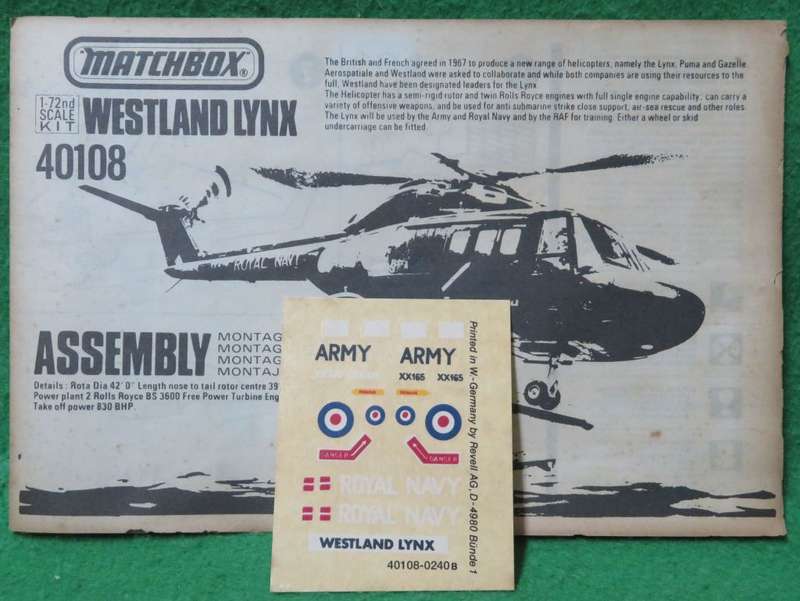 MATCHBOX®
1-72nd
SCALE
KIT
WESTLAND LYNX
40108
The British and French agreed in 1967 to produce a new range of helicopters, namely the Lynx, Puma and Gazelle.
Aerospatiale and Westland were asked to collaborate and while both companies are using their resources to the
full, Westland have been designated leaders for the Lynx.
The Helicopter has a semi-rigid rotor and twin Rolls Royce engines with full single engine capability, can carry a
variety of offensive weapons, and be used for anti submarine strike close support, air-sea rescue and other roles.
The Lynx will be used by the Army and Royal Navy and by the RAF for training. Either a wheel or skid
undercarriage can be fitted.
ROYAL NAVY
ASSEMBLY
MONTAG
MONTAG
MONTAG
MONTAJ
Details : Rota Dia 42' 'D'' Length nose to tail rotor centre 39
Power plant 2 Rolls Royce BS 3600 Free Power Turbine Eng
Take off power 830 BHP.
ARMY ARMY
XX165 XX165
DANGER DANGER
ROYAL NAVY
ROYAL NAVY
WESTLAND LYNX
40108-0240B
Printed in W.-Germany by Revell AG, D-4980 Bünde 1